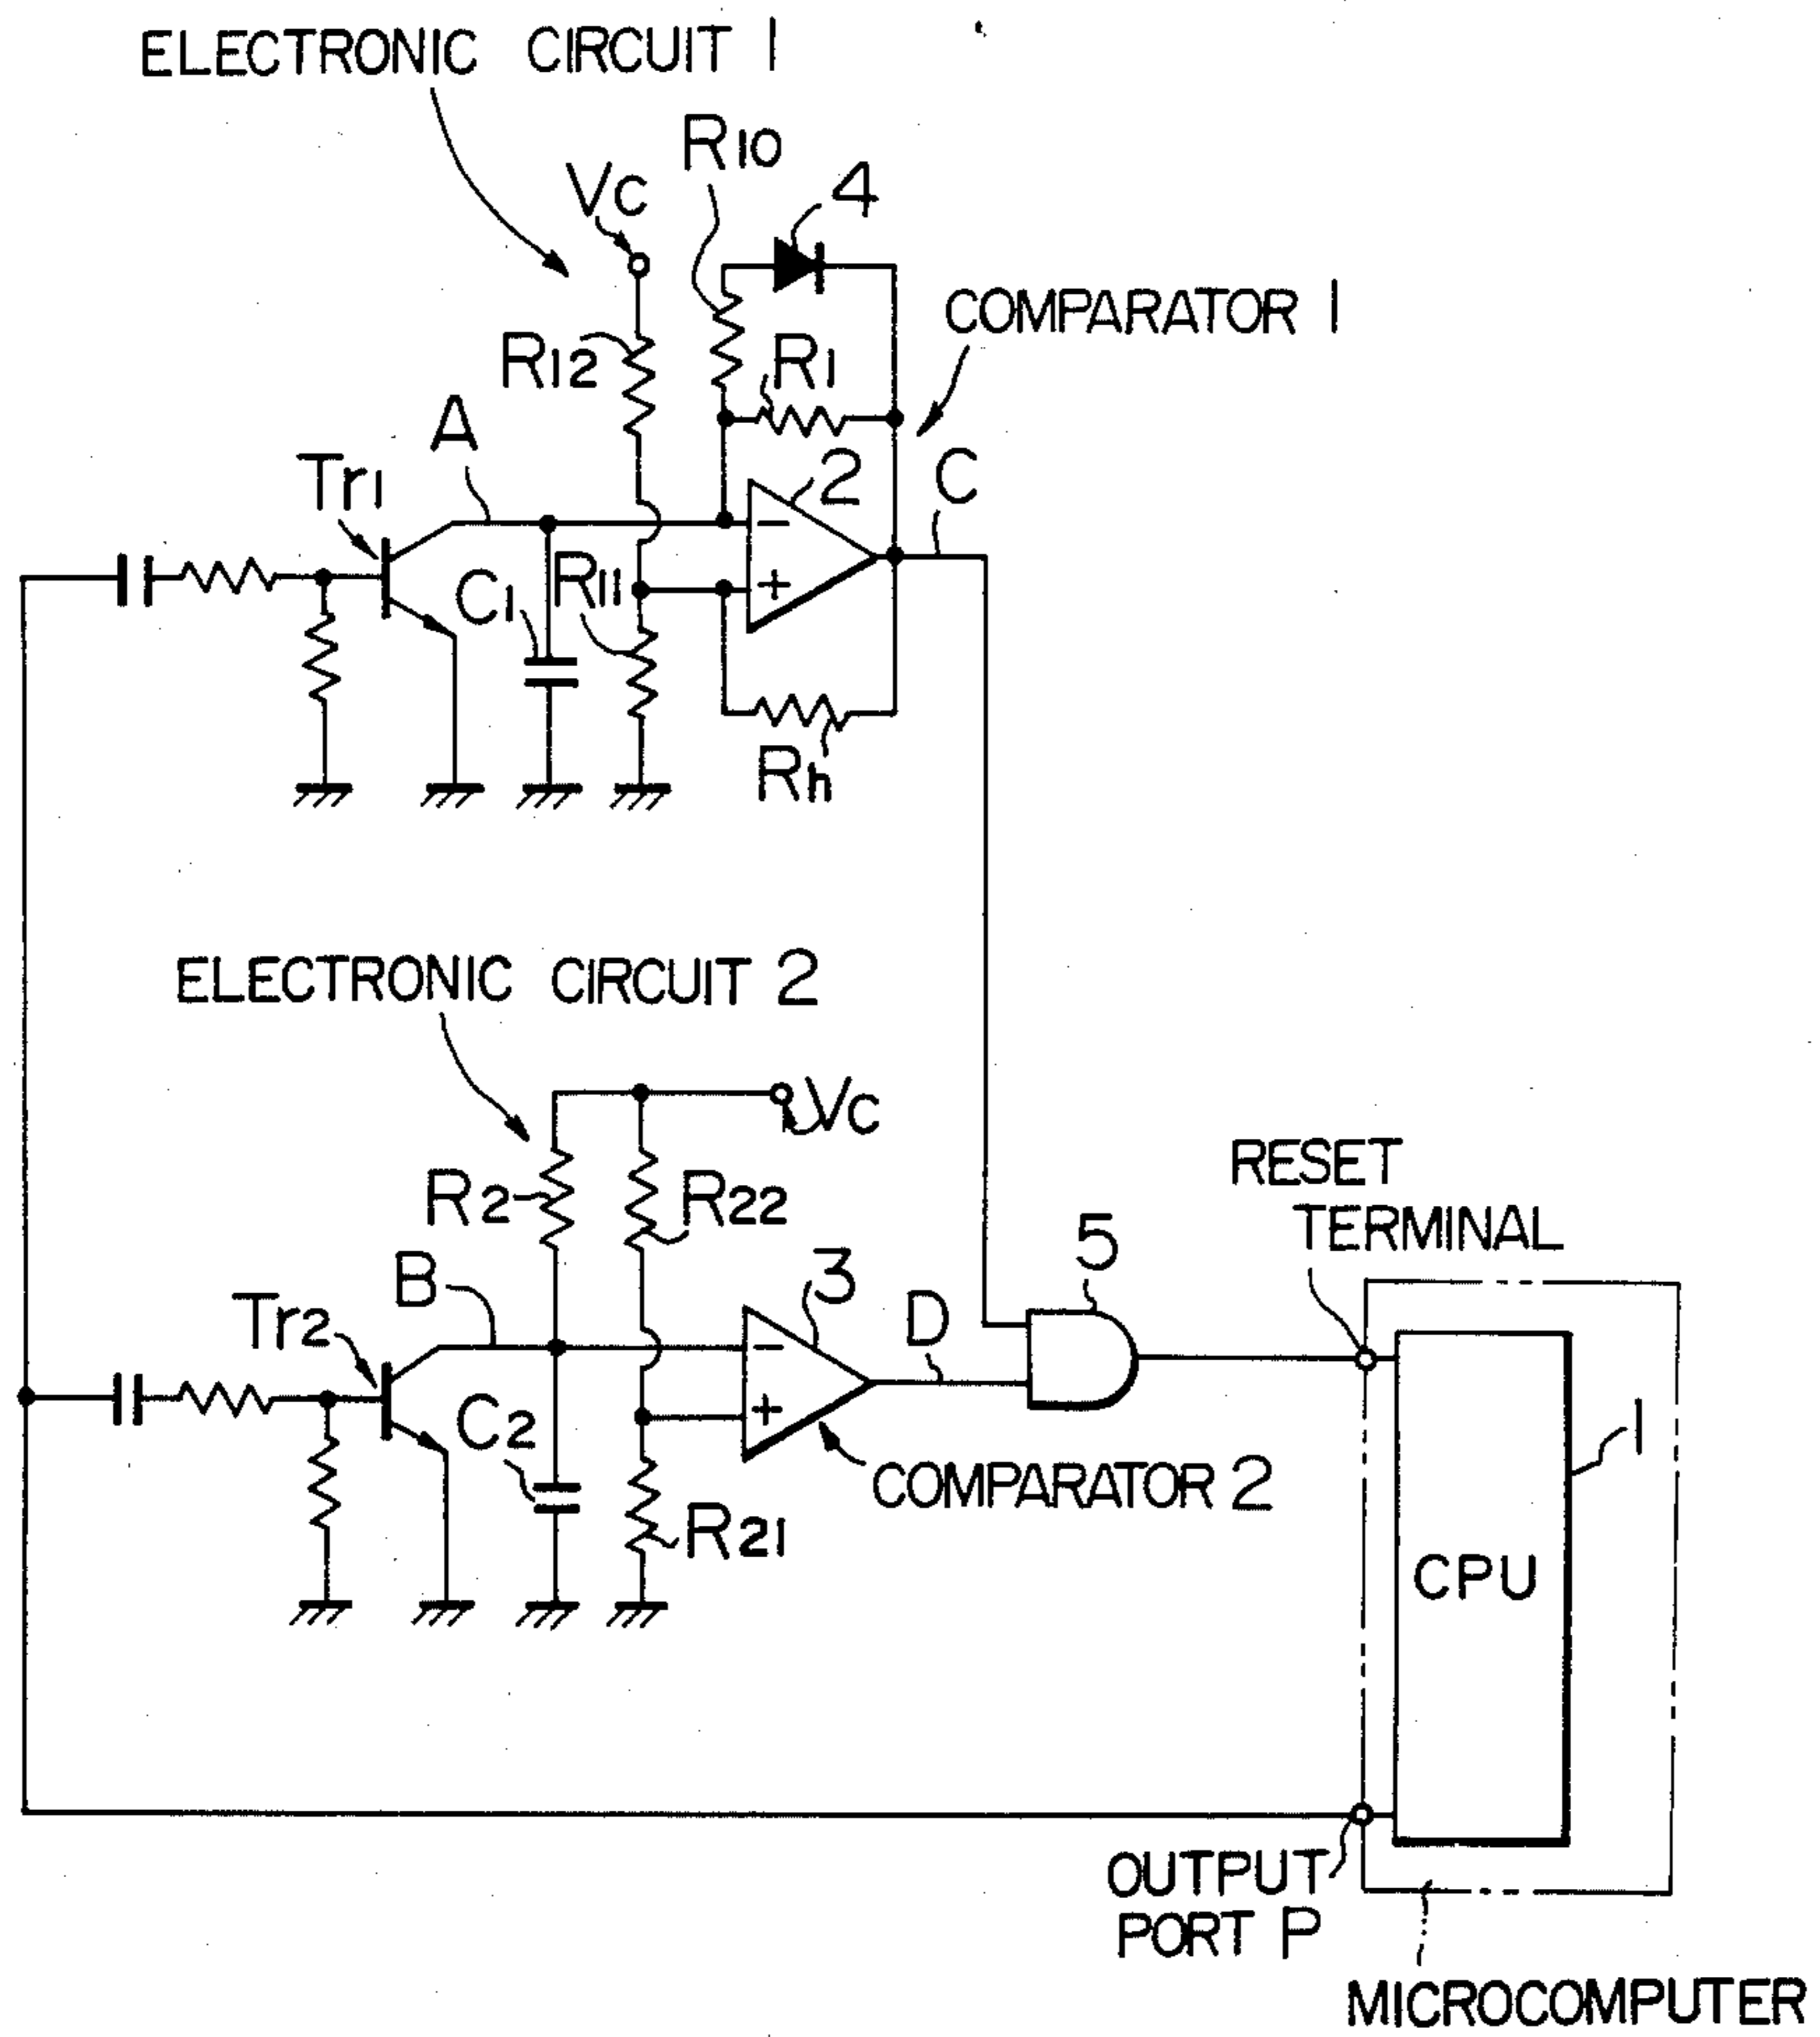 ELECTRONIC CIRCUIT 1
R10
Vc
4
COMPARATOR 1
R12
R1
A
Tr1
2
C
C1
R11
+
−
Rh
ELECTRONIC CIRCUIT 2
Vc
R2
R22
RESET
TERMINAL
5
B
3
D
Tr2
−
+
C2
1
COMPARATOR 2
R21
CPU
OUTPUT
PORT P
MICROCOMPUTER